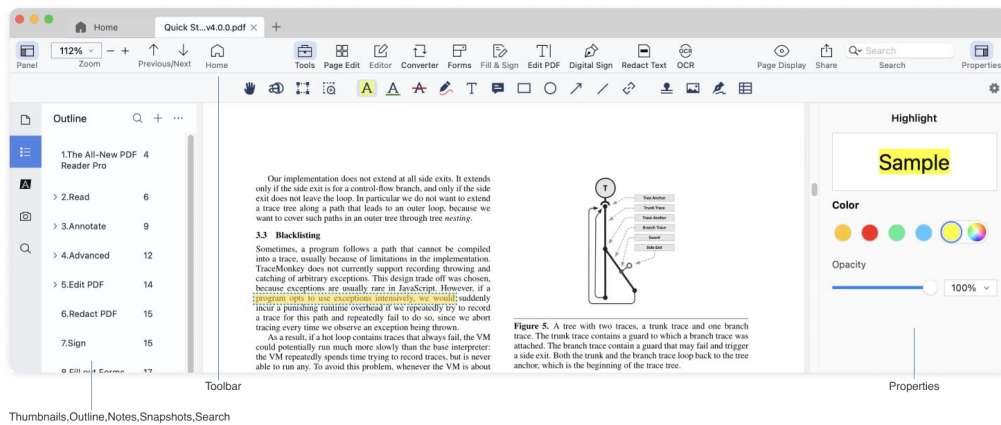 Home
Quick St...v4.0.0.pdf
112%
Panel
Zoom
Previous/Next
Home
Tools
Page Edit
Editor
Converter
Forms
Fill & Sign
Edit PDF
Digital Sign
Redact Text
OCR
Page Display
Share
Search
Search
Properties
Outline
1.The All-New PDF Reader Pro 4
2.Read 6
3.Annotate 9
4.Advanced 12
5.Edit PDF 14
6.Redact PDF 15
7.Sign 15
8.Fill out Forms 17
Our implementation does not extend at all side exits. It extends
only if the side exit is for a control-flow branch, and only if the side
exit does not leave the loop. In particular we do not want to extend
a trace tree along a path that leads to an outer loop, because we
want to cover such paths in an outer tree through tree nesting.
3.3 Blacklisting
Sometimes, a program follows a path that cannot be compiled
into a trace, usually because of limitations in the implementation.
TraceMonkey does not currently support recording throwing and
catching of arbitrary exceptions. This design trade off was chosen,
because exceptions are usually rare in JavaScript. However, if a
program opts to use exceptions intensively, we would suddenly
incur a punishing runtime overhead if we repeatedly try to record
a trace for this path and repeatedly fail to do so, since we abort
tracing every time we observe an exception being thrown.
As a result, if a hot loop contains traces that always fail, the VM
could potentially run much more slowly than the base interpreter:
the VM repeatedly spends time trying to record traces, but is never
able to run any. To avoid this problem, whenever the VM is about
T
Tree Anchor
Trunk Trace
Trace Anchor
Branch Trace
Guard
Side Exit
Figure 5. A tree with two traces, a trunk trace and one branch
trace. The trunk trace contains a guard to which a branch trace was
attached. The branch trace contain a guard that may fail and trigger
a side exit. Both the trunk and the branch trace loop back to the tree
anchor, which is the beginning of the trace tree.
Highlight
Sample
Color
Opacity
100%
Toolbar
Properties
Thumbnails,Outline,Notes,Snapshots,Search